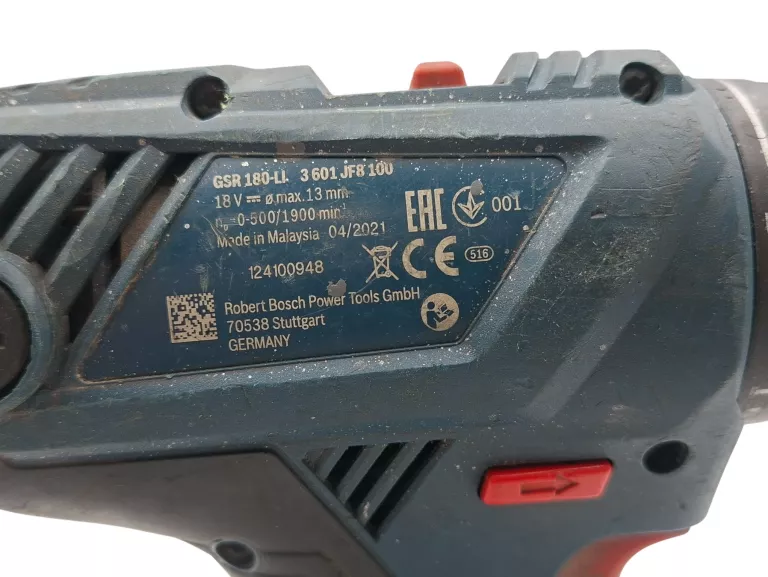 GSR 180-LI 3 601 JF8 100
18 V ⎓ ø max. 13 mm
n₀=0-500/1900 min
Made in Malaysia 04/2021
124100948
EAC 001
CE 516
Robert Bosch Power Tools GmbH
70538 Stuttgart
GERMANY